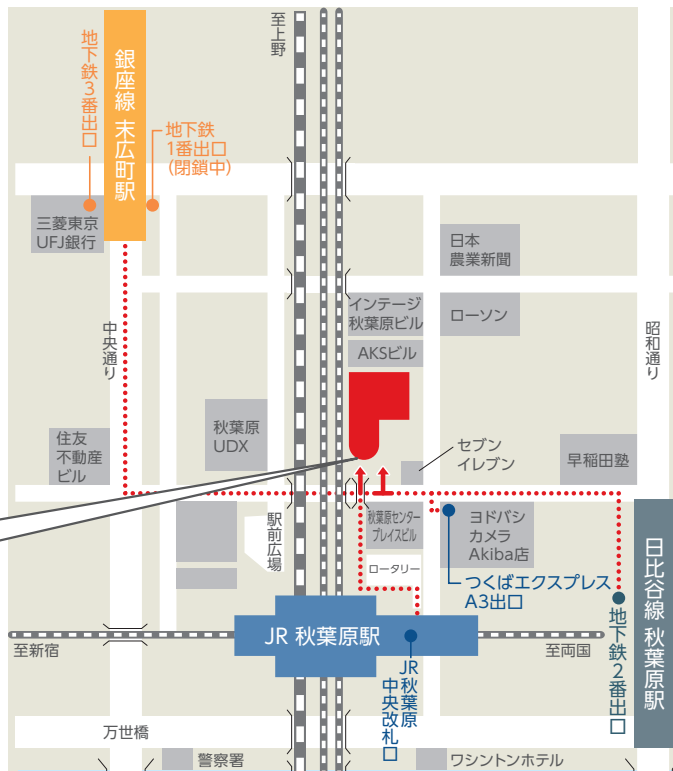 至上野
地下鉄3番出口
銀座線 末広町駅
地下鉄
1番出口
(閉鎖中)
三菱東京
UFJ銀行
日本
農業新聞
インテージ
秋葉原ビル
ローソン
中央通り
昭和通り
AKSビル
秋葉原
UDX
住友
不動産
ビル
セブン
イレブン
早稲田塾
駅前広場
秋葉原センター
プレイスビル
ヨドバシ
カメラ
Akiba店
ロータリー
つくばエクスプレス
A3出口
日比谷線 秋葉原駅
地下鉄2番出口
JR 秋葉原駅
至新宿
至両国
JR秋葉原
中央改札口
万世橋
警察署
ワシントンホテル